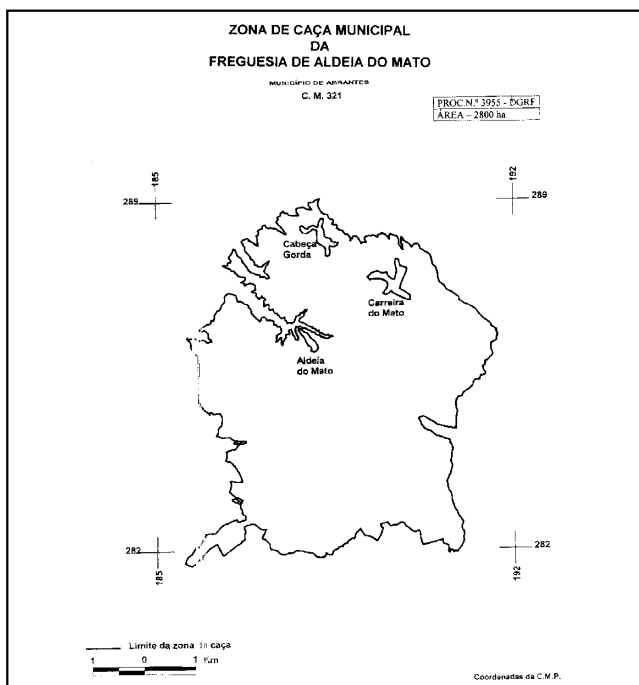 ZONA DE CAÇA MUNICIPAL
DA
FREGUESIA DE ALDEIA DO MATO
MUNICÍPIO DE ABRANTES
C. M. 321
PROC.N.º 3955 - DGRF
ÁREA – 2800 ha
185
192
289
289
Cabeça
Gorda
Carreira
do Mato
Aldeia
do Mato
282
282
185
192
Limite da zona de caça
1 0 1 Km
Coordenadas da C.M.P.